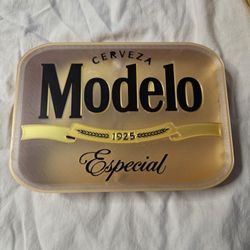 CERVEZA
Modelo
1925
Especial